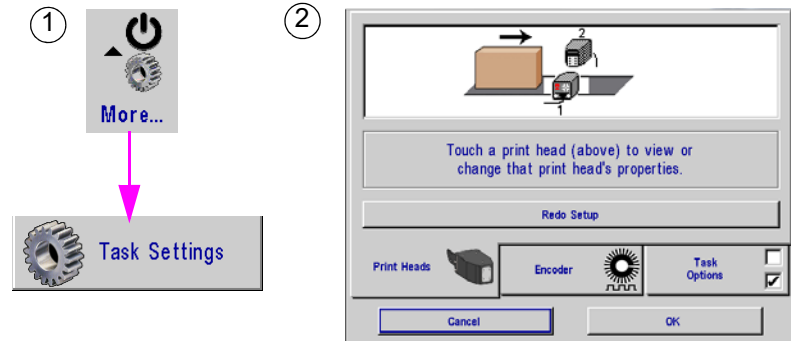 1
More...
Task Settings
2
2
1
1
Touch a print head (above) to view or
change that print head's properties.
Redo Setup
Print Heads
Encoder
Task
Options
Cancel
OK